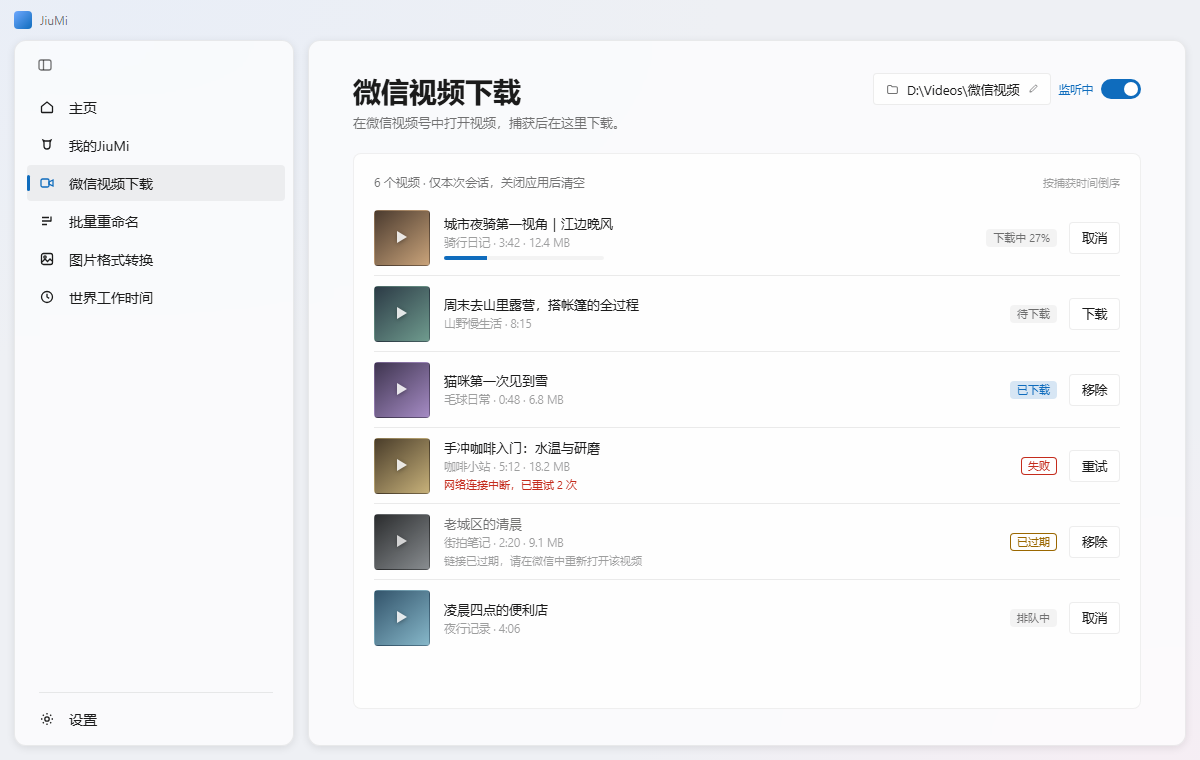 JiuMi
主页
我的JiuMi
微信视频下载
批量重命名
图片格式转换
世界工作时间
设置
微信视频下载
在微信视频号中打开视频，捕获后在这里下载。
D:\Videos\微信视频
监听中
6 个视频 · 仅本次会话，关闭应用后清空
按捕获时间倒序
城市夜骑第一视角 | 江边晚风
骑行日记 · 3:42 · 12.4 MB
下载中 27%
取消
周末去山里露营，搭帐篷的全过程
山野慢生活 · 8:15
待下载
下载
猫咪第一次见到雪
毛球日常 · 0:48 · 6.8 MB
已下载
移除
手冲咖啡入门：水温与研磨
咖啡小站 · 5:12 · 18.2 MB
网络连接中断，已重试 2 次
失败
重试
老城区的清晨
街拍笔记 · 2:20 · 9.1 MB
链接已过期，请在微信中重新打开该视频
已过期
移除
凌晨四点的便利店
夜行记录 · 4:06
排队中
取消